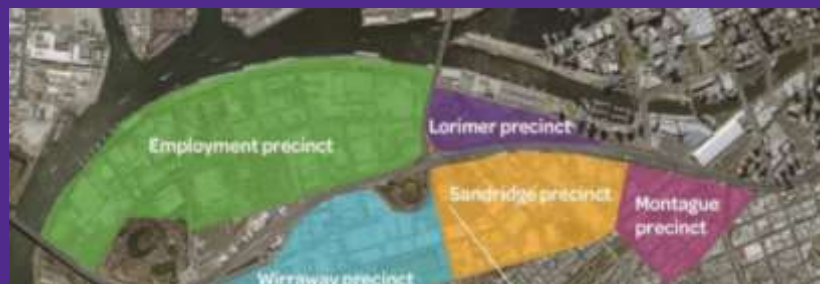 Employment precinct
Lorimer precinct
Sandridge precinct
Montague
precinct
Wirraway precinct